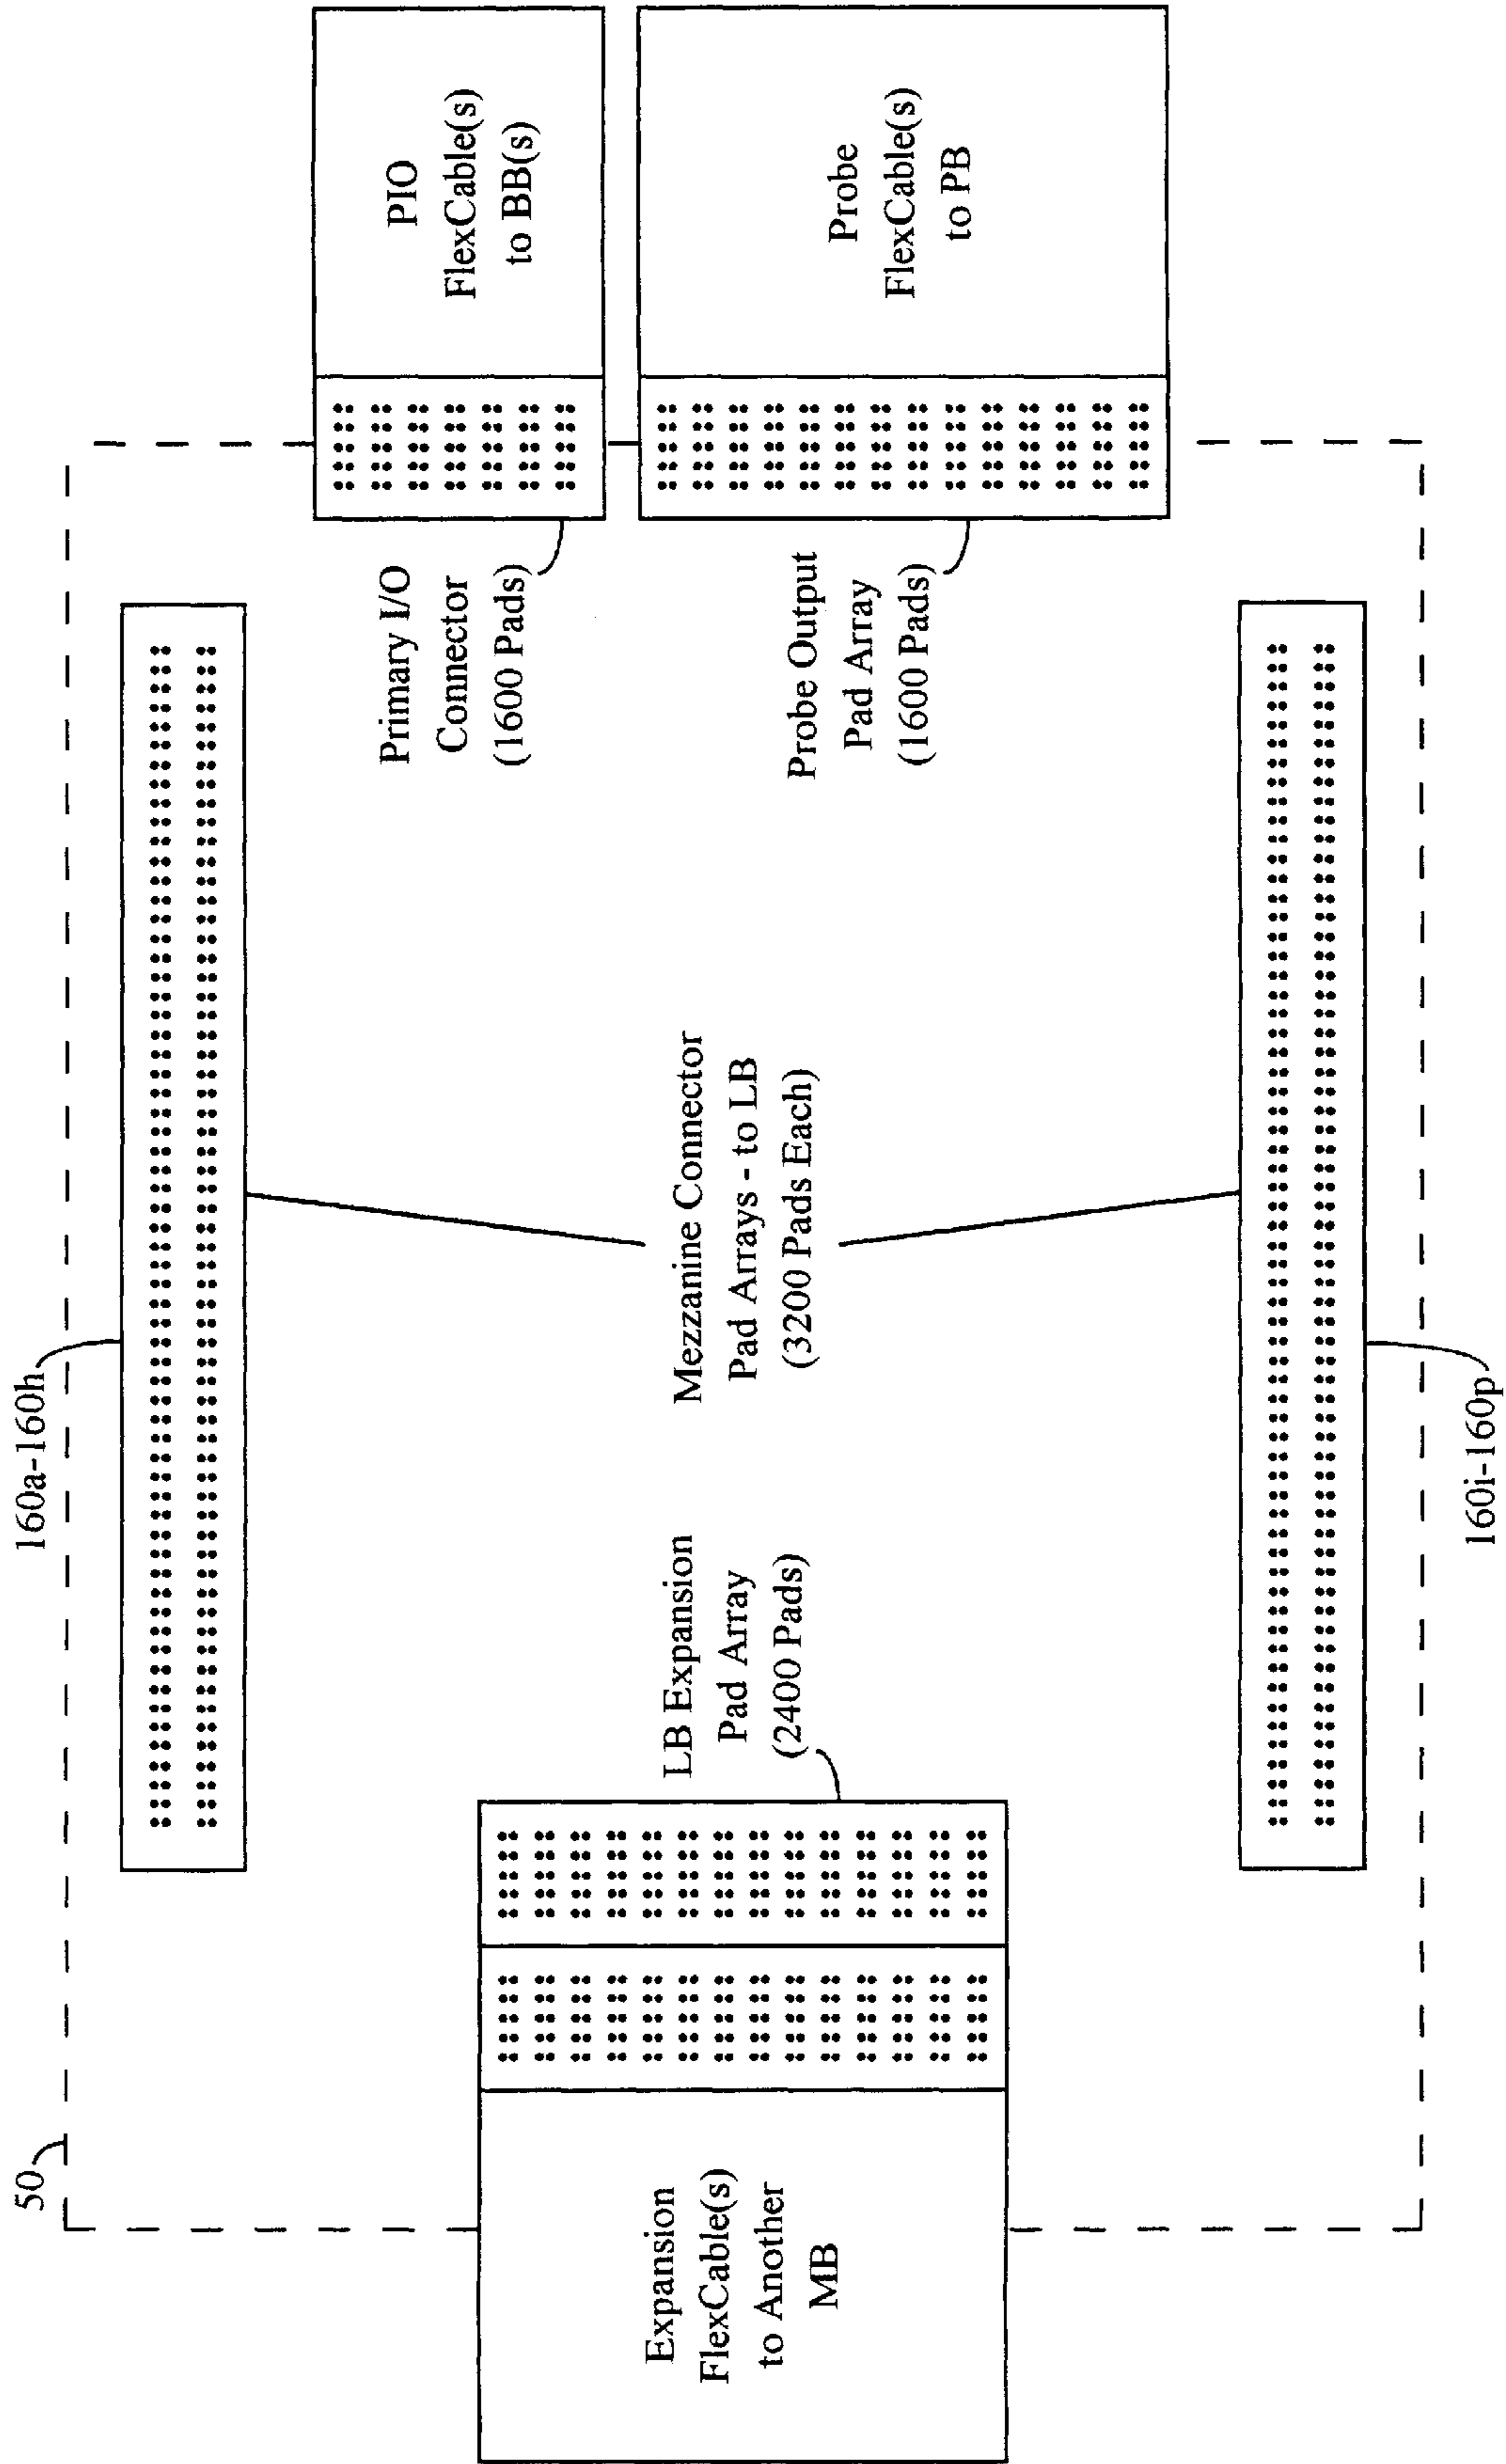 50
160a-160h
Expansion
FlexCable(s)
to Another
MB
LB Expansion
Pad Array
(2400 Pads)
Mezzanine Connector
Pad Arrays - to LB
(3200 Pads Each)
Primary I/O
Connector
(1600 Pads)
PIO
FlexCable(s)
to BB(s)
Probe Output
Pad Array
(1600 Pads)
Probe
FlexCable(s)
to PB
160i-160p